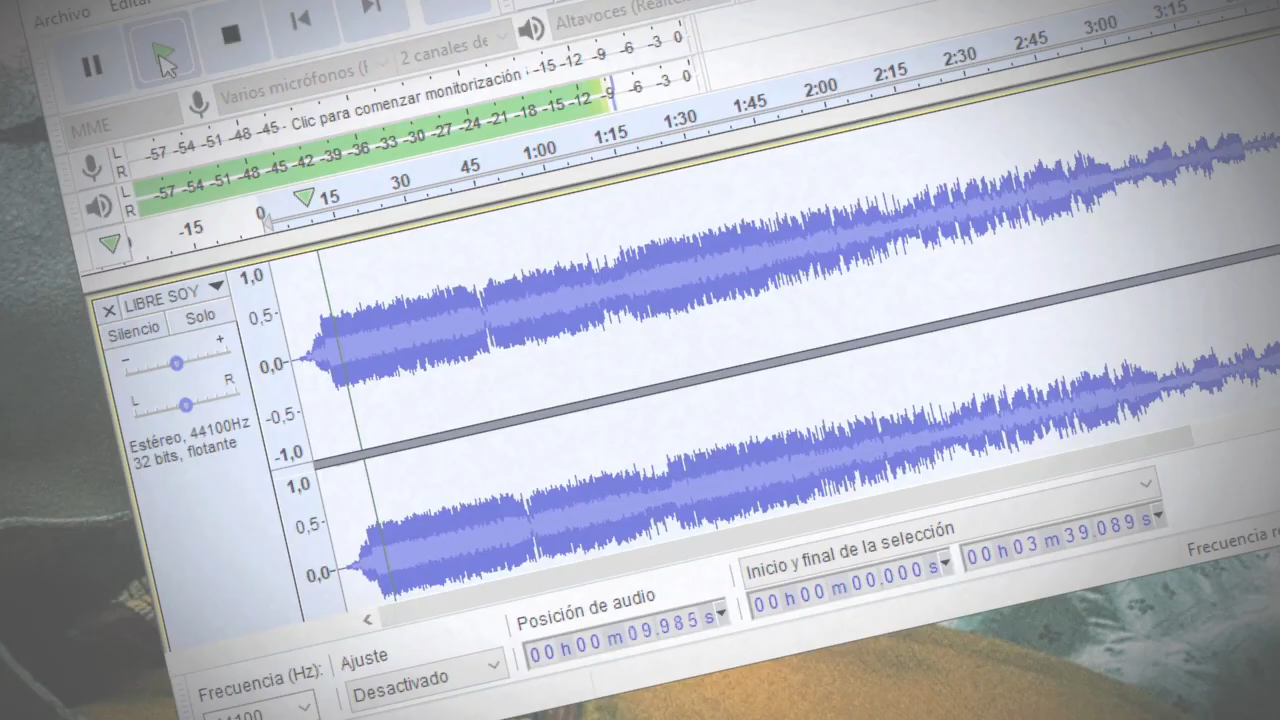 Archivo Editar
MME
Varios micrófonos (
2 canales de
Altavoces (Realtek
-57 -54 -51 -48 -45 - Clic para comenzar monitorización -15 -12 -9 -6 -3 0
L
R
-57 -54 -51 -48 -45 -42 -39 -36 -33 -30 -27 -24 -21 -18 -15 -12 -9 -6 -3 0
L
R
-15 0 15 30 45 1:00 1:15 1:30 1:45 2:00 2:15 2:30 2:45 3:00 3:15
LIBRE SOY
Silencio Solo
- +
L R
Estéreo, 44100Hz
32 bits, flotante
1,0
0,5
0,0
-0,5
-1,0
1,0
0,5
0,0
Frecuencia (Hz):
44100
Ajuste
Desactivado
Posición de audio
00 h 00 m 09.985 s
Inicio y final de la selección
00 h 00 m 00.000 s
00 h 03 m 39.089 s
Frecuencia